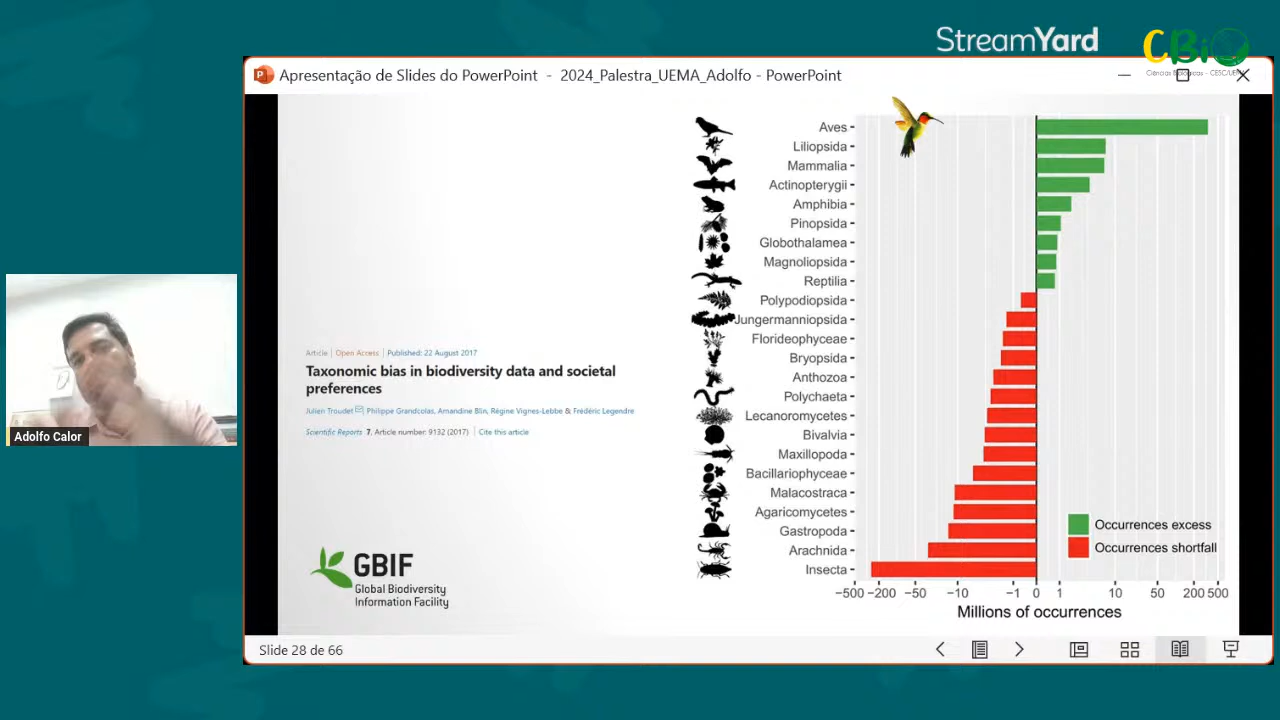 StreamYard
CBiO
Ciências Biológicas - CESC/UEMA
Apresentação de Slides do PowerPoint - 2024_Palestra_UEMA_Adolfo - PowerPoint
Article | Open Access | Published: 22 August 2017
Taxonomic bias in biodiversity data and societal
preferences
Julien Troudet, Philippe Grandcolas, Amandine Blin, Régine Vignes-Lebbe & Frédéric Legendre
Scientific Reports 7, Article number: 9132 (2017) | Cite this article
GBIF
Global Biodiversity
Information Facility
Aves
Liliopsida
Mammalia
Actinopterygii
Amphibia
Pinopsida
Globothalamea
Magnoliopsida
Reptilia
Polypodiopsida
Jungermanniopsida
Florideophyceae
Bryopsida
Anthozoa
Polychaeta
Lecanoromycetes
Bivalvia
Maxillopoda
Bacillariophyceae
Malacostraca
Agaricomycetes
Gastropoda
Arachnida
Insecta
Occurrences excess
Occurrences shortfall
−500 −200 −50 −10 −1 0 1 10 50 200 500
Millions of occurrences
Adolfo Calor
Slide 28 de 66